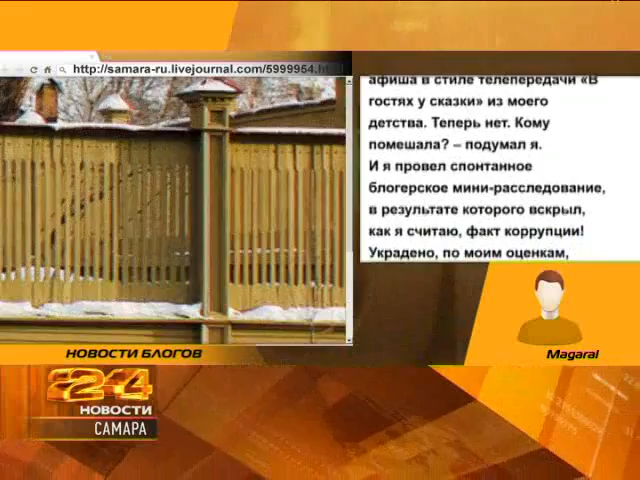 http://samara-ru.livejournal.com/5999954.h
афиша в стиле телепередачи «В
гостях у сказки» из моего
детства. Теперь нет. Кому
помешала? – подумал я.
И я провел спонтанное
блогерское мини-расследование,
в результате которого вскрыл,
как я считаю, факт коррупции!
Украдено, по моим оценкам,
НОВОСТИ БЛОГОВ
Magaral
24
НОВОСТИ
САМАРА